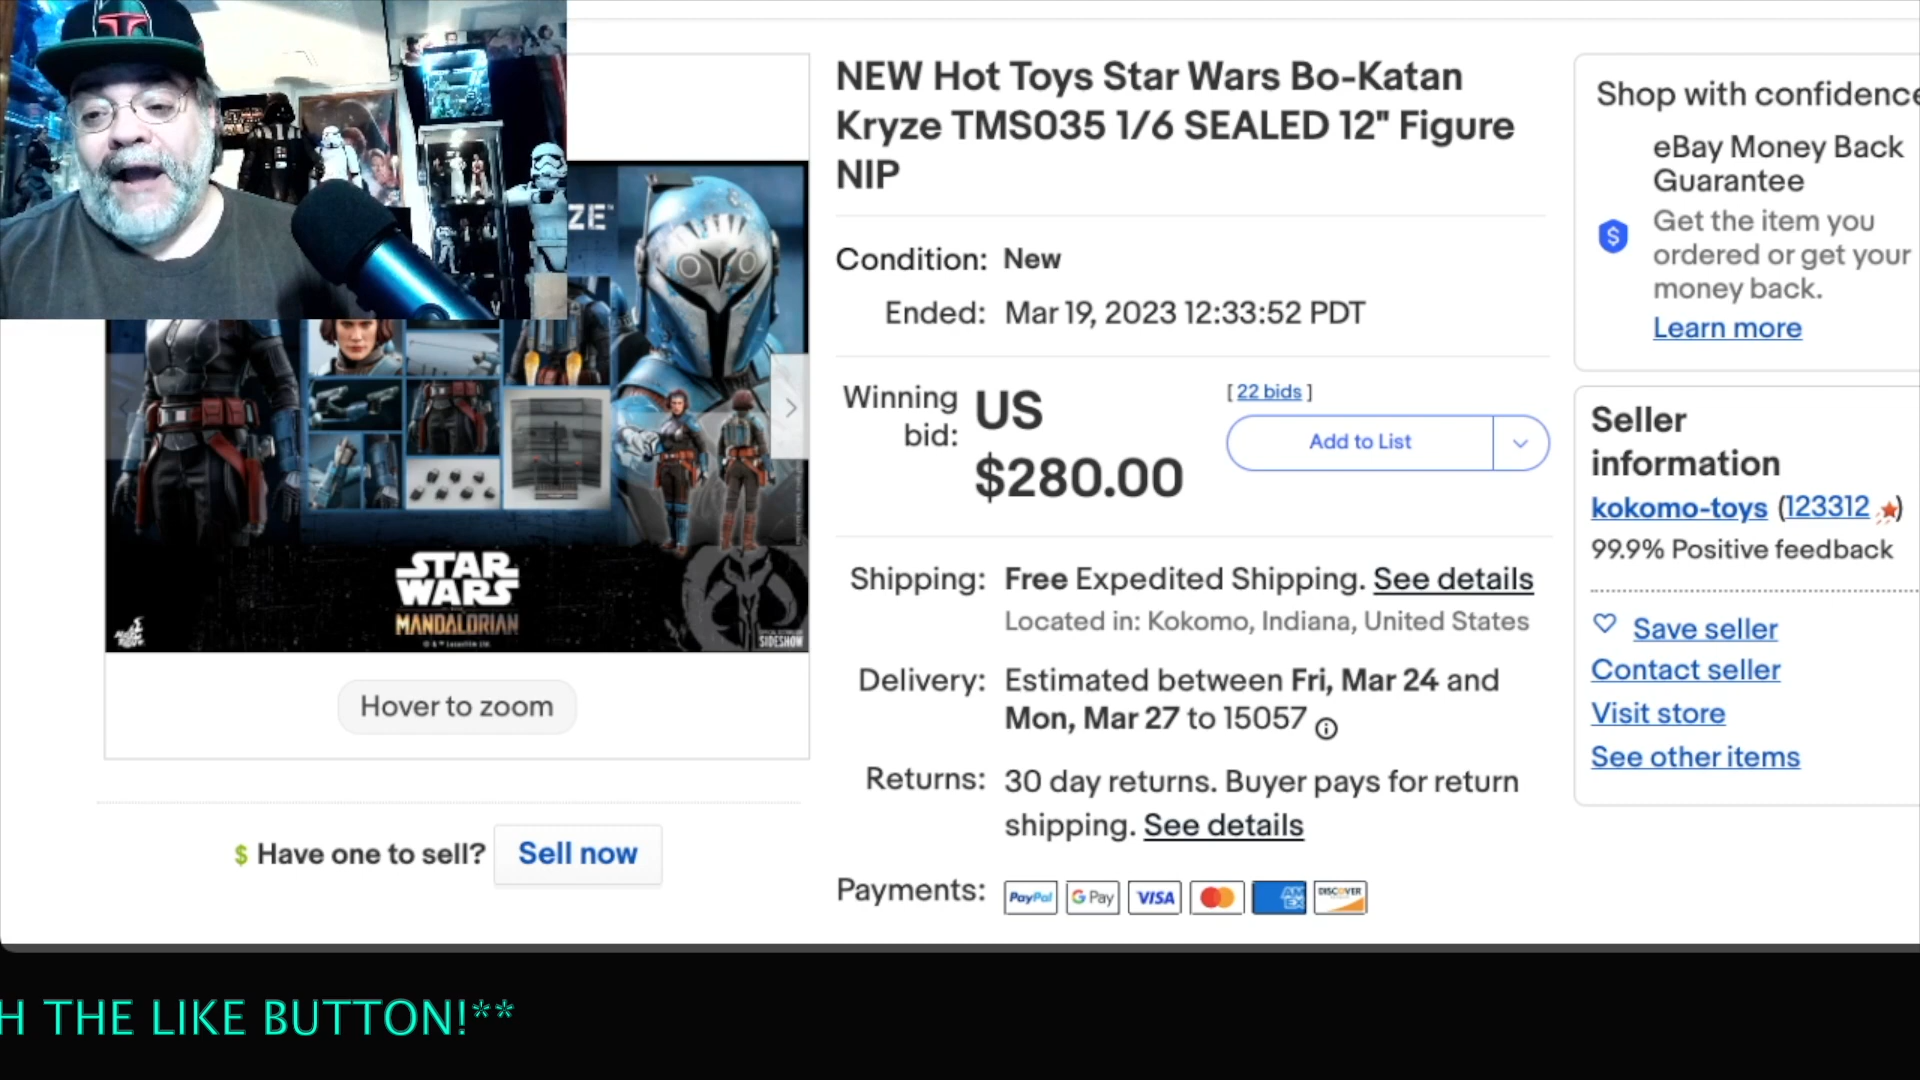 NEW Hot Toys Star Wars Bo-Katan
Kryze TMS035 1/6 SEALED 12" Figure
NIP
Condition: New
Ended: Mar 19, 2023 12:33:52 PDT
Winning
bid:
US
$280.00
[ 22 bids ]
Add to List
Shipping: Free Expedited Shipping. See details
Located in: Kokomo, Indiana, United States
Delivery: Estimated between Fri, Mar 24 and
Mon, Mar 27 to 15057
Returns: 30 day returns. Buyer pays for return
shipping. See details
Payments: PayPal G Pay VISA AMEX DISCOVER
Shop with confidence
eBay Money Back
Guarantee
Get the item you
ordered or get your
money back.
Learn more
Seller
information
kokomo-toys (123312)
99.9% Positive feedback
Save seller
Contact seller
Visit store
See other items
ZE™
STAR
WARS
MANDALORIAN
SIDESHOW
Hover to zoom
$ Have one to sell? Sell now
H THE LIKE BUTTON!**